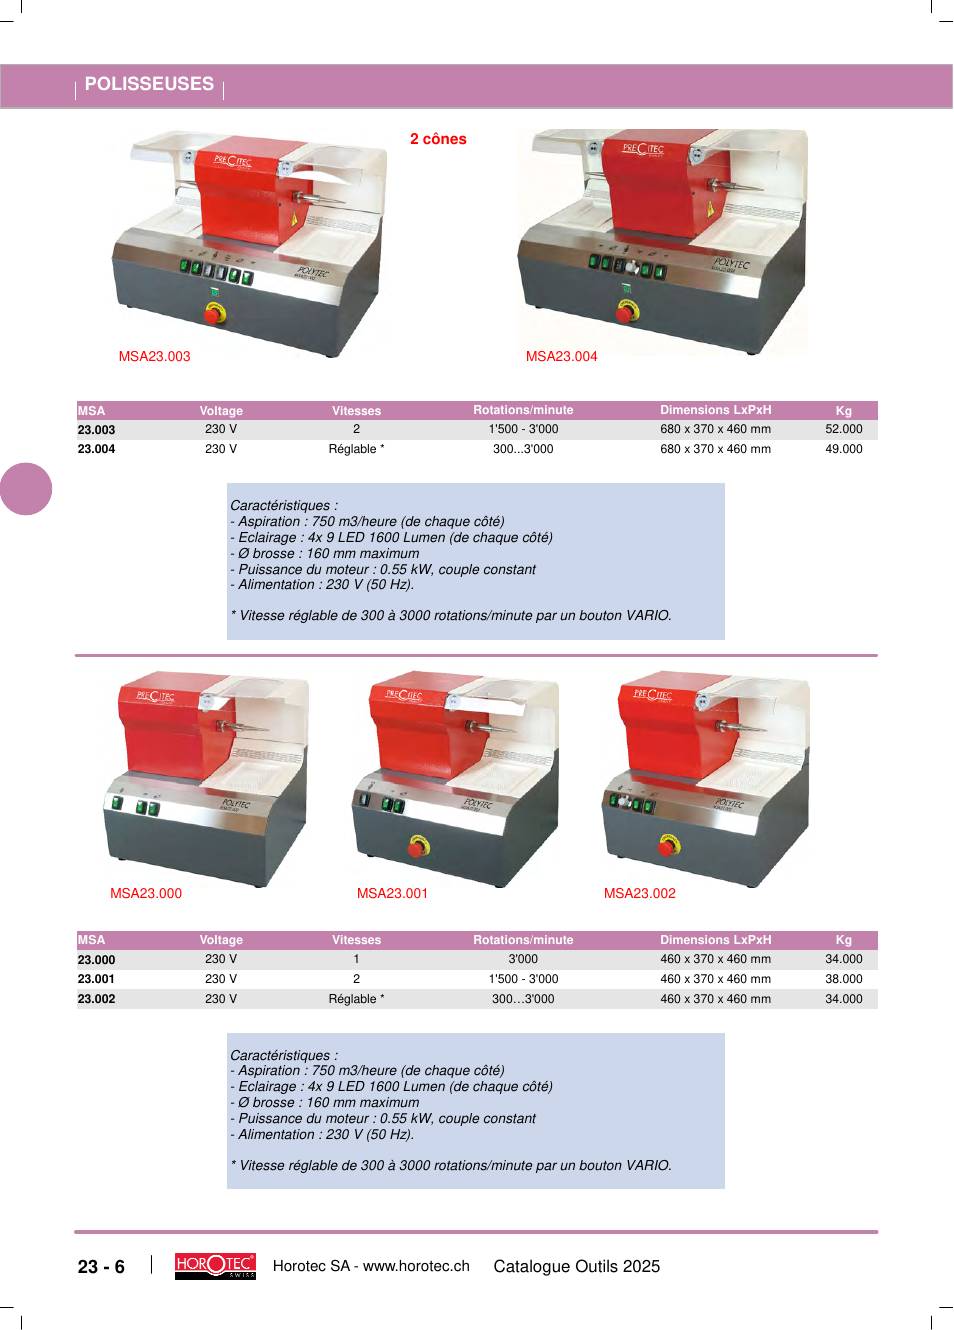 POLISSEUSES
2 cônes
PRECITEC
PRECITEC
POLYTEC
POLYTEC
MSA23.003
MSA23.004
MSA Voltage Vitesses Rotations/minute Dimensions LxPxH Kg
23.003 230 V 2 1'500 - 3'000 680 x 370 x 460 mm 52.000
23.004 230 V Réglable * 300...3'000 680 x 370 x 460 mm 49.000
Caractéristiques :
- Aspiration : 750 m3/heure (de chaque côté)
- Eclairage : 4x 9 LED 1600 Lumen (de chaque côté)
- Ø brosse : 160 mm maximum
- Puissance du moteur : 0.55 kW, couple constant
- Alimentation : 230 V (50 Hz).
* Vitesse réglable de 300 à 3000 rotations/minute par un bouton VARIO.
PRECITEC
PRECITEC
PRECITEC
POLYTEC
POLYTEC
POLYTEC
MSA23.000
MSA23.001
MSA23.002
MSA Voltage Vitesses Rotations/minute Dimensions LxPxH Kg
23.000 230 V 1 3'000 460 x 370 x 460 mm 34.000
23.001 230 V 2 1'500 - 3'000 460 x 370 x 460 mm 38.000
23.002 230 V Réglable * 300…3'000 460 x 370 x 460 mm 34.000
Caractéristiques :
- Aspiration : 750 m3/heure (de chaque côté)
- Eclairage : 4x 9 LED 1600 Lumen (de chaque côté)
- Ø brosse : 160 mm maximum
- Puissance du moteur : 0.55 kW, couple constant
- Alimentation : 230 V (50 Hz).
* Vitesse réglable de 300 à 3000 rotations/minute par un bouton VARIO.
23 - 6
HOROTEC®
SWISS
Horotec SA - www.horotec.ch
Catalogue Outils 2025